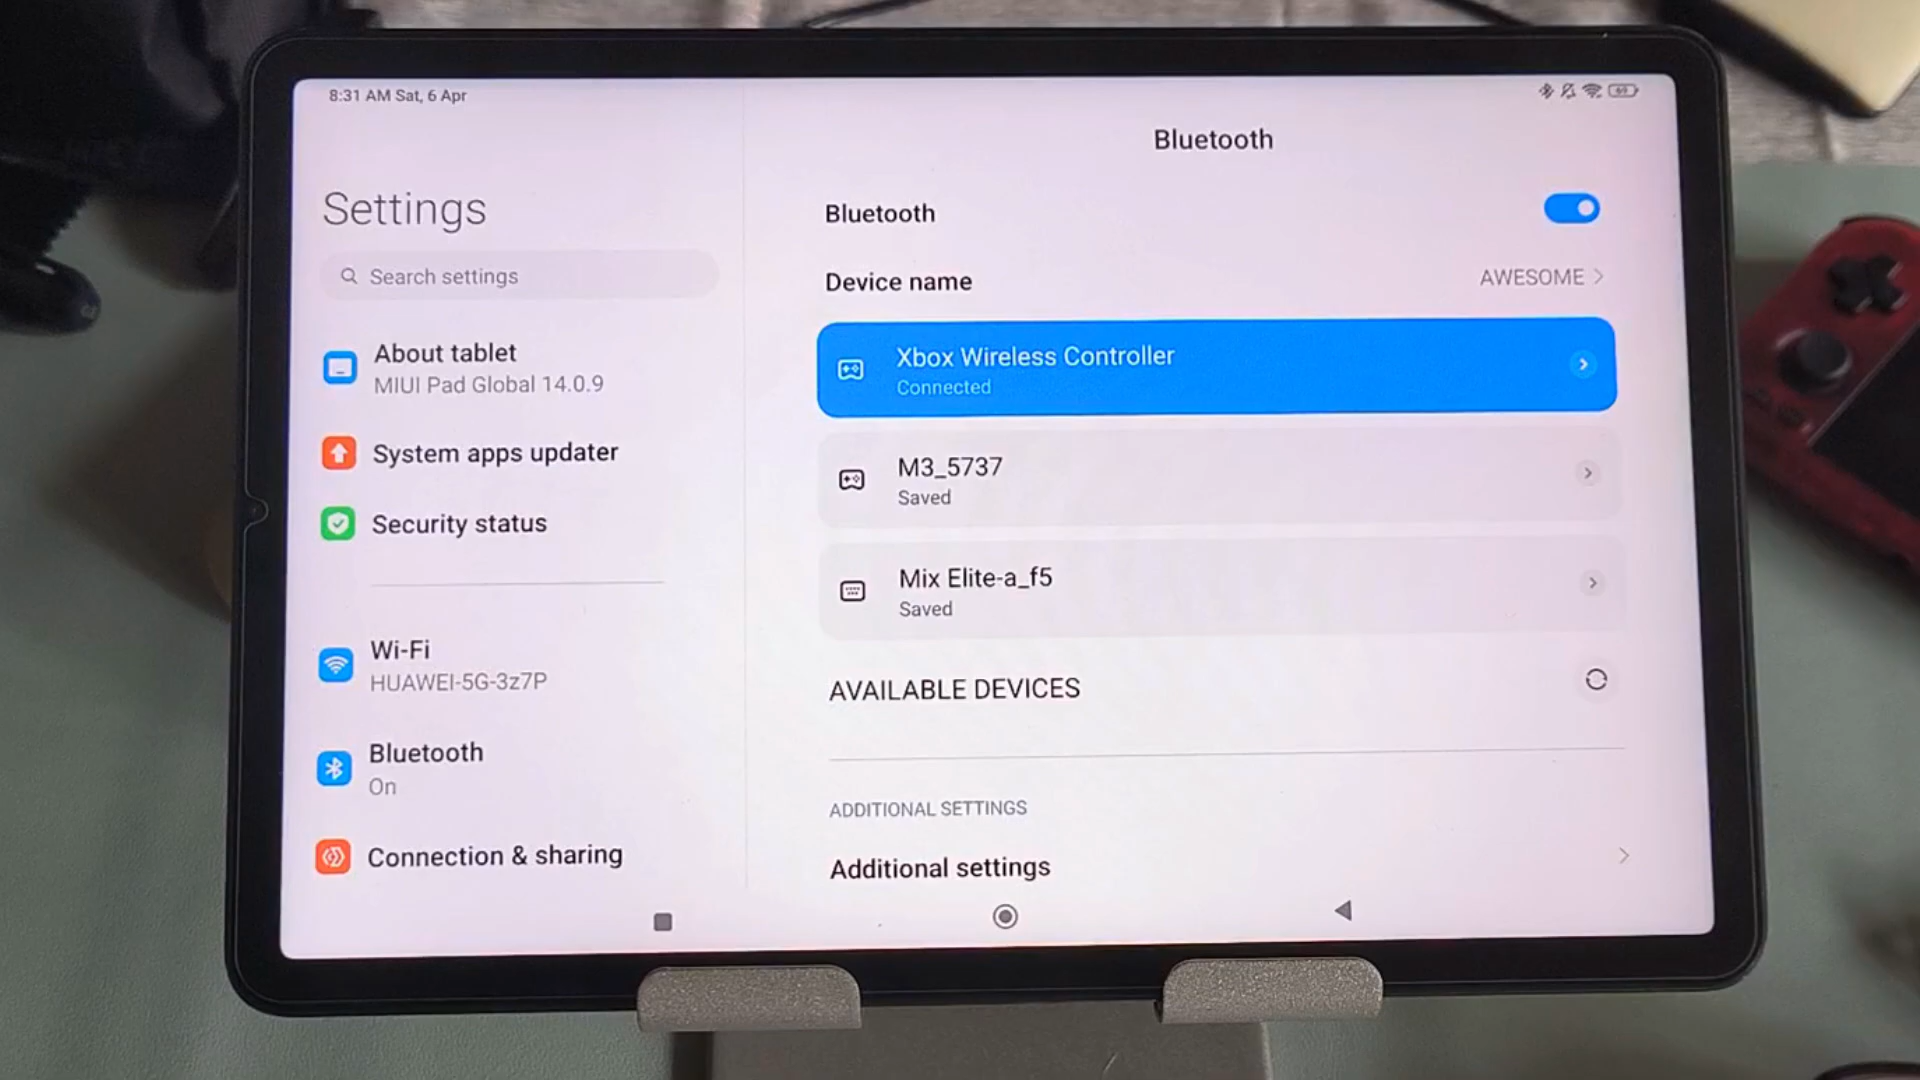 8:31 AM Sat, 6 Apr
Settings
Search settings
About tablet
MIUI Pad Global 14.0.9
System apps updater
Security status
Wi-Fi
HUAWEI-5G-3z7P
Bluetooth
On
Connection & sharing
Bluetooth
Bluetooth
Device name
AWESOME
Xbox Wireless Controller
Connected
M3_5737
Saved
Mix Elite-a_f5
Saved
AVAILABLE DEVICES
ADDITIONAL SETTINGS
Additional settings